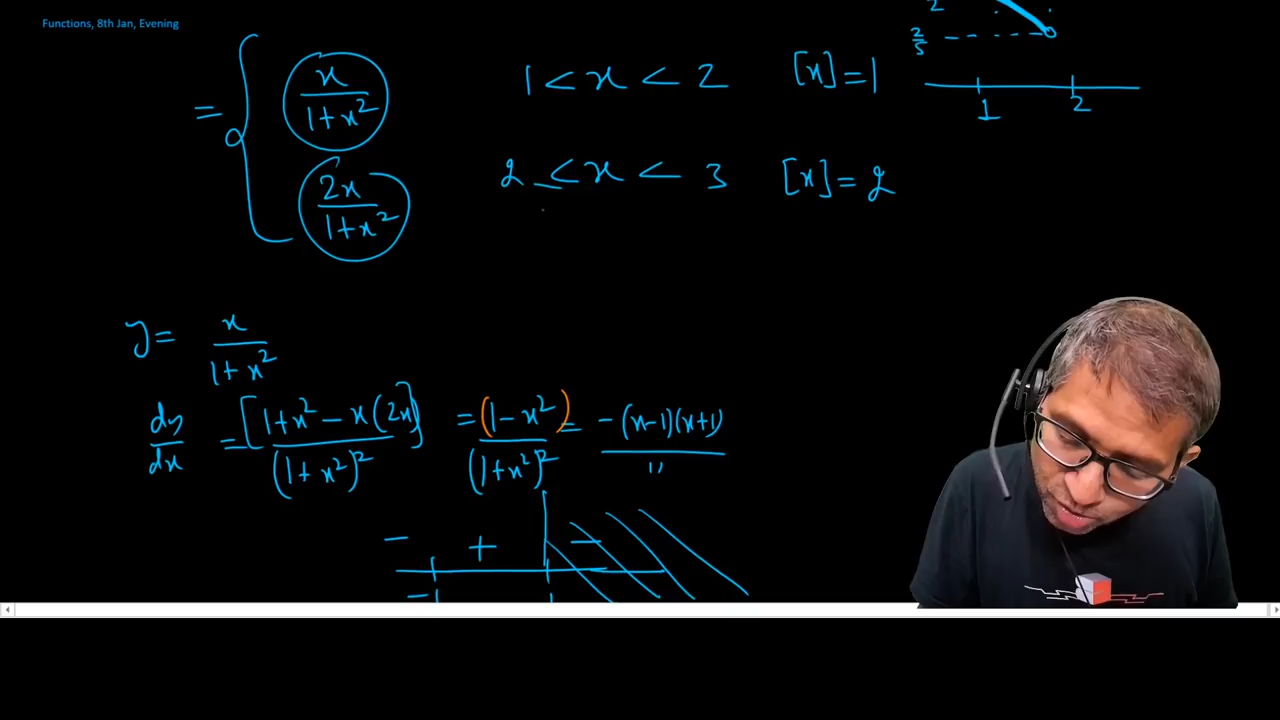 Functions, 8th Jan, Evening
2
2/5
1 2
= { x/(1+x²) 1 < x < 2 [x] = 1
2x/(1+x²) 2 ≤ x < 3 [x] = 2
y = x/(1+x²)
dy/dx = [1+x² - x(2x)]/(1+x²)² = (1-x²)/(1+x²)² = -(x-1)(x+1)/"
- + -
-1 1